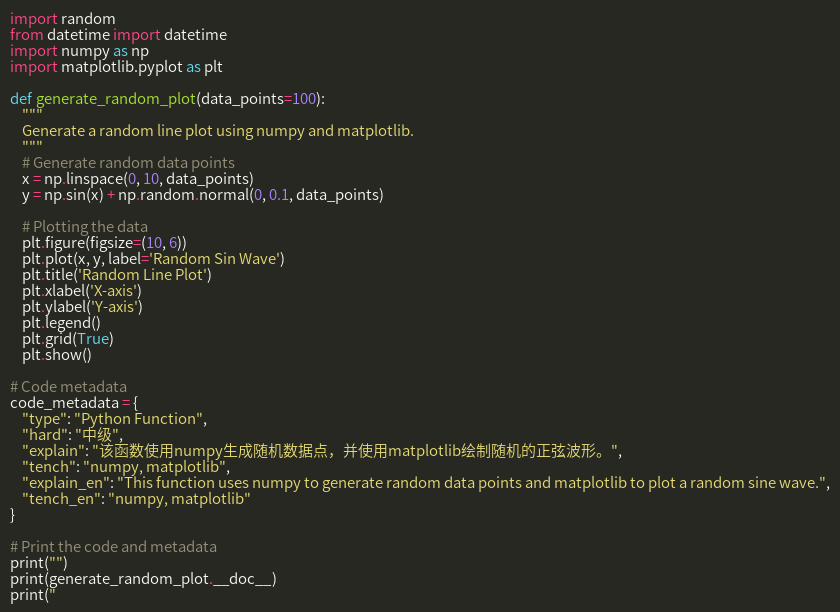 import random
from datetime import datetime
import numpy as np
import matplotlib.pyplot as plt

def generate_random_plot(data_points=100):
    """
    Generate a random line plot using numpy and matplotlib.
    """
    # Generate random data points
    x = np.linspace(0, 10, data_points)
    y = np.sin(x) + np.random.normal(0, 0.1, data_points)

    # Plotting the data
    plt.figure(figsize=(10, 6))
    plt.plot(x, y, label='Random Sin Wave')
    plt.title('Random Line Plot')
    plt.xlabel('X-axis')
    plt.ylabel('Y-axis')
    plt.legend()
    plt.grid(True)
    plt.show()

# Code metadata
code_metadata = {
    "type": "Python Function",
    "hard": "中级",
    "explain": "该函数使用numpy生成随机数据点，并使用matplotlib绘制随机的正弦波形。",
    "tench": "numpy, matplotlib",
    "explain_en": "This function uses numpy to generate random data points and matplotlib to plot a random sine wave.",
    "tench_en": "numpy, matplotlib"
}

# Print the code and metadata
print("")
print(generate_random_plot.__doc__)
print("